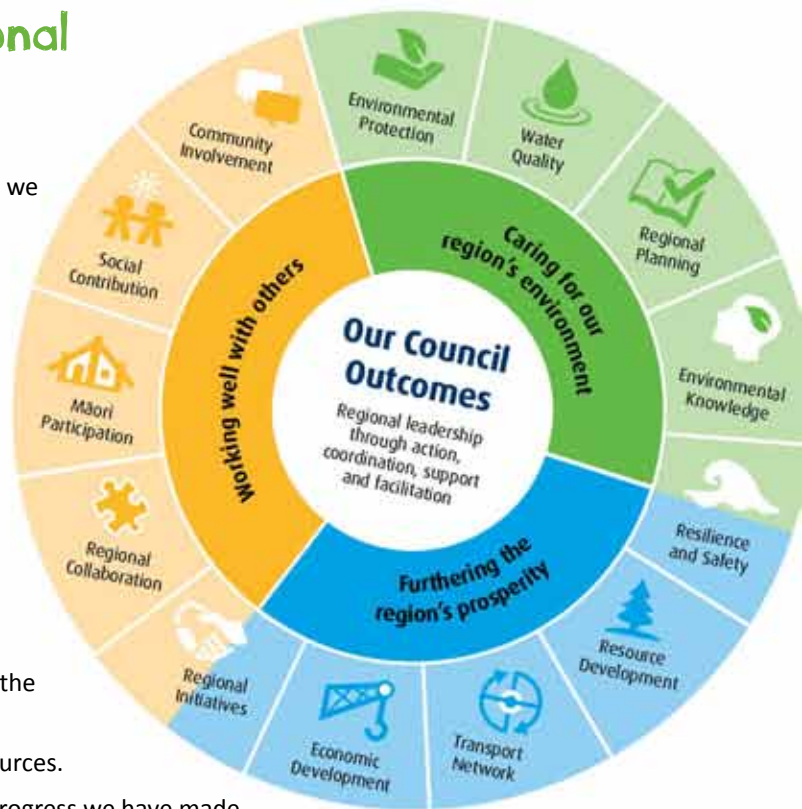 onal
we
the
urces.
rogress we have made
Our Council
Outcomes
Regional leadership
through action,
coordination, support
and facilitation
Caring for our
region's environment
Environmental
Protection
Water
Quality
Regional
Planning
Environmental
Knowledge
Resilience
and Safety
Furthering the
region's prosperity
Resource
Development
Transport
Network
Economic
Development
Regional
Initiatives
Working well with others
Regional
Collaboration
Māori
Participation
Social
Contribution
Community
Involvement